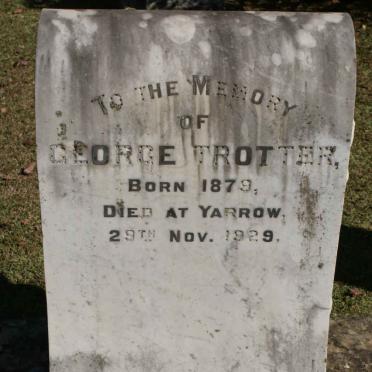 TO THE MEMORY
OF
GEORGE TROTTER,
BORN 1879,
DIED AT YARROW,
29TH NOV. 1929.